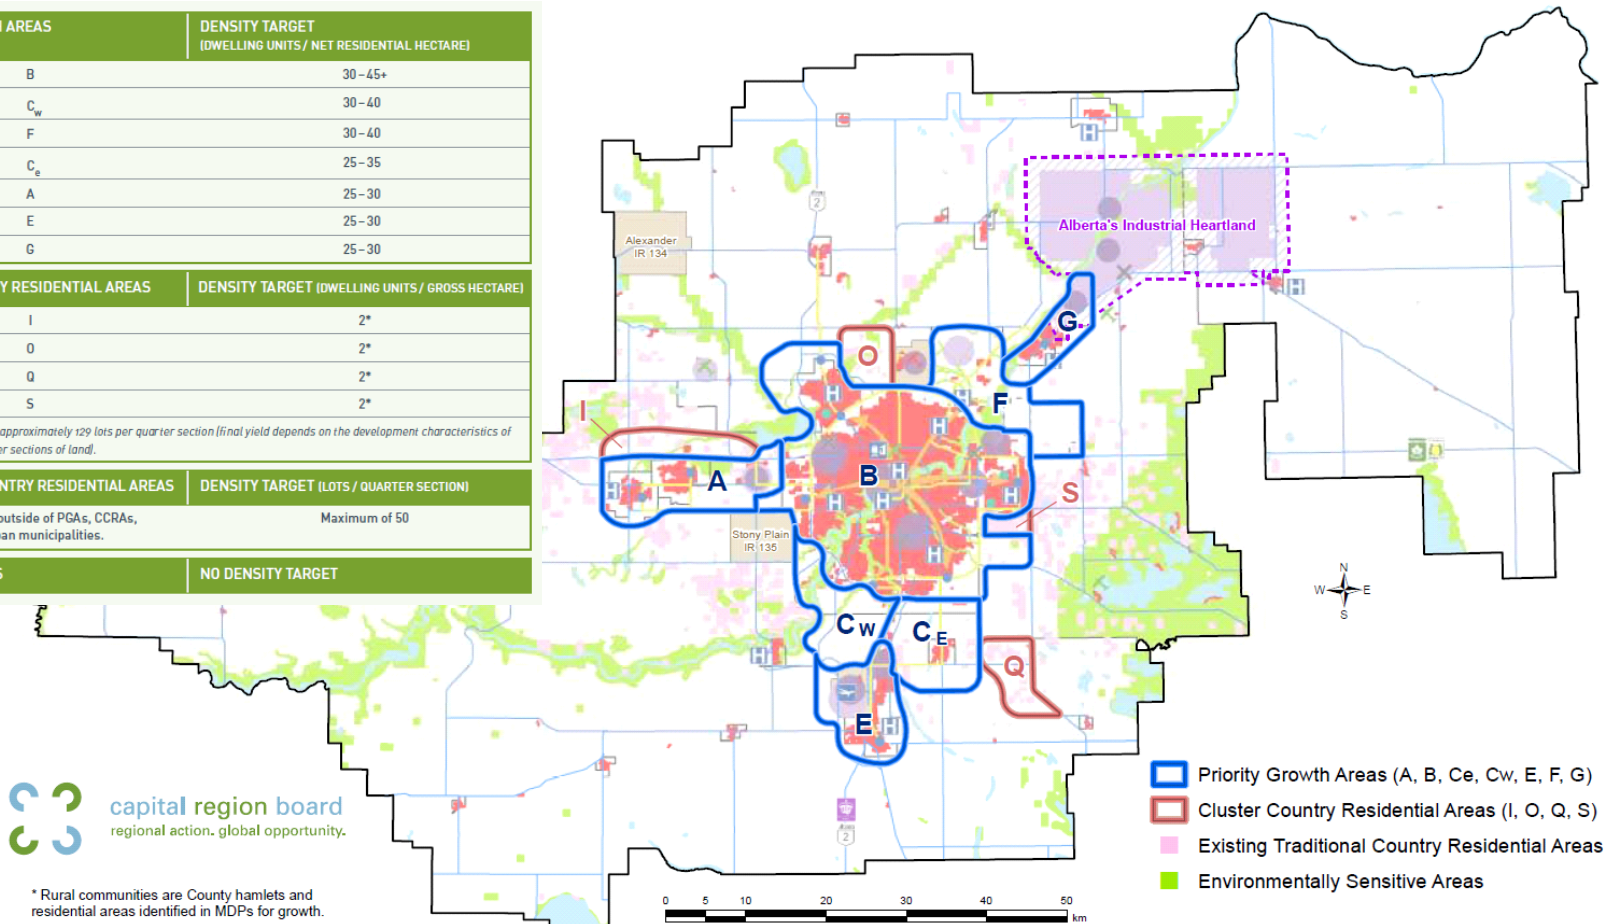 AREAS DENSITY TARGET
(DWELLING UNITS / NET RESIDENTIAL HECTARE)
B 30–45+
Cw 30–40
F 30–40
Ce 25–35
A 25–30
E 25–30
G 25–30
Y RESIDENTIAL AREAS DENSITY TARGET (DWELLING UNITS / GROSS HECTARE)
I 2*
O 2*
Q 2*
S 2*
approximately 129 lots per quarter section (final yield depends on the development characteristics of
er sections of land).
NTRY RESIDENTIAL AREAS DENSITY TARGET (LOTS / QUARTER SECTION)
outside of PGAs, CCRAs, Maximum of 50
ban municipalities.
S NO DENSITY TARGET
Alexander
IR 134
2
H
Alberta's Industrial Heartland
H
G
O
H
F
H
I
A
H
B
H
H
H
H
S
H
Stony Plain
IR 135
H
N
W E
S
CW
CE
H
Q
E
H
2
capital region board
regional action. global opportunity.
* Rural communities are County hamlets and
residential areas identified in MDPs for growth.
Priority Growth Areas (A, B, Ce, Cw, E, F, G)
Cluster Country Residential Areas (I, O, Q, S)
Existing Traditional Country Residential Areas
Environmentally Sensitive Areas
0 5 10 20 30 40 50
km